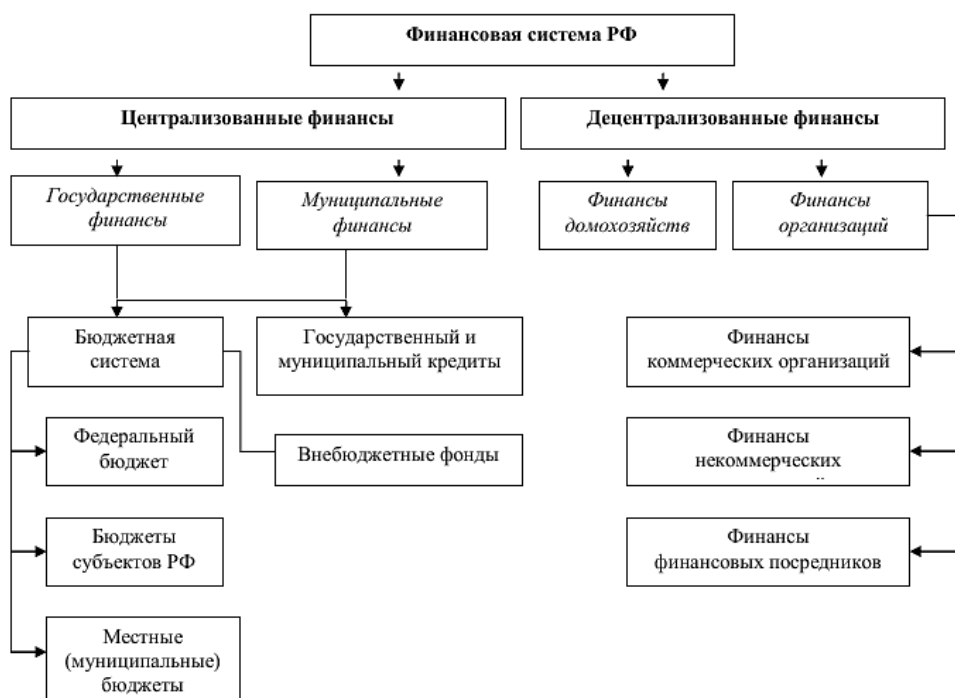 Финансовая система РФ
Централизованные финансы
Децентрализованные финансы
Государственные
финансы
Муниципальные
финансы
Финансы
домохозяйств
Финансы
организаций
Бюджетная
система
Государственный и
муниципальный кредиты
Финансы
коммерческих организаций
Федеральный
бюджет
Внебюджетные фонды
Финансы
некоммерческих
Бюджеты
субъектов РФ
Финансы
финансовых посредников
Местные
(муниципальные)
бюджеты